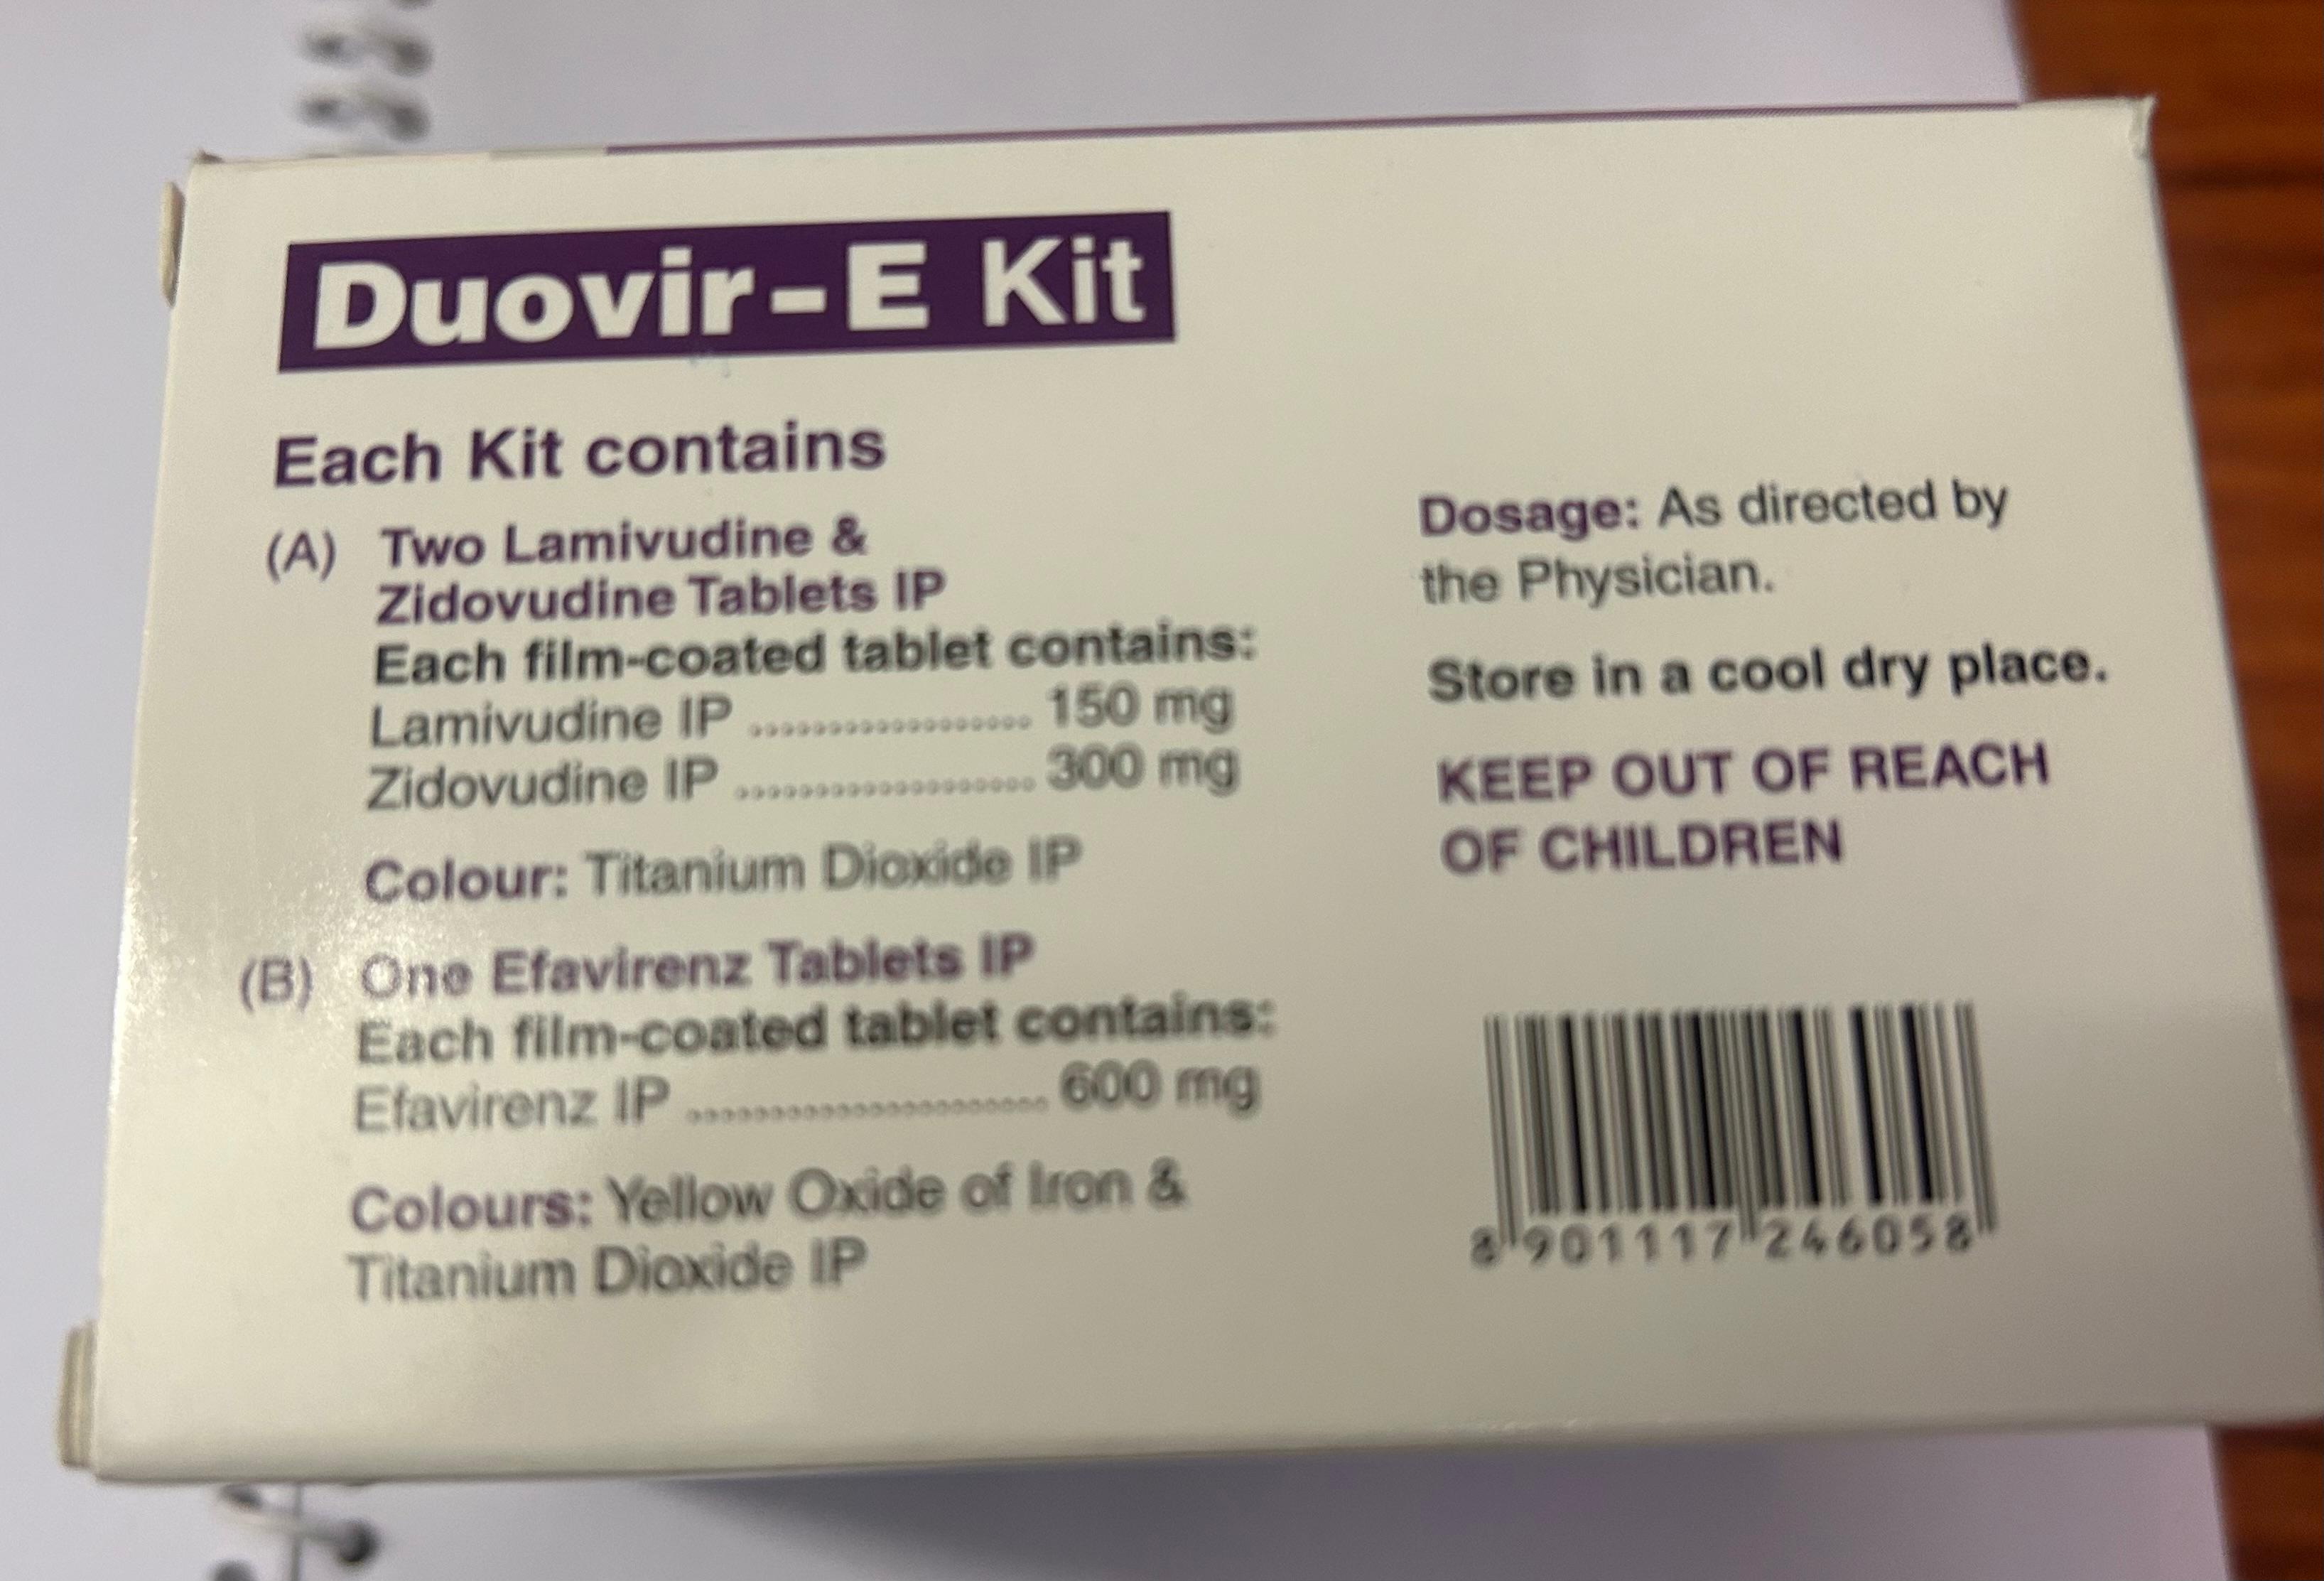 Duovir-E Kit
Each Kit contains
(A) Two Lamivudine &
Zidovudine Tablets IP
Each film-coated tablet contains:
Lamivudine IP .................... 150 mg
Zidovudine IP ..................... 300 mg
Colour: Titanium Dioxide IP
(B) One Efavirenz Tablets IP
Each film-coated tablet contains:
Efavirenz IP ......................... 600 mg
Colours: Yellow Oxide of Iron &
Titanium Dioxide IP
Dosage: As directed by
the Physician.
Store in a cool dry place.
KEEP OUT OF REACH
OF CHILDREN
8 901117 246058